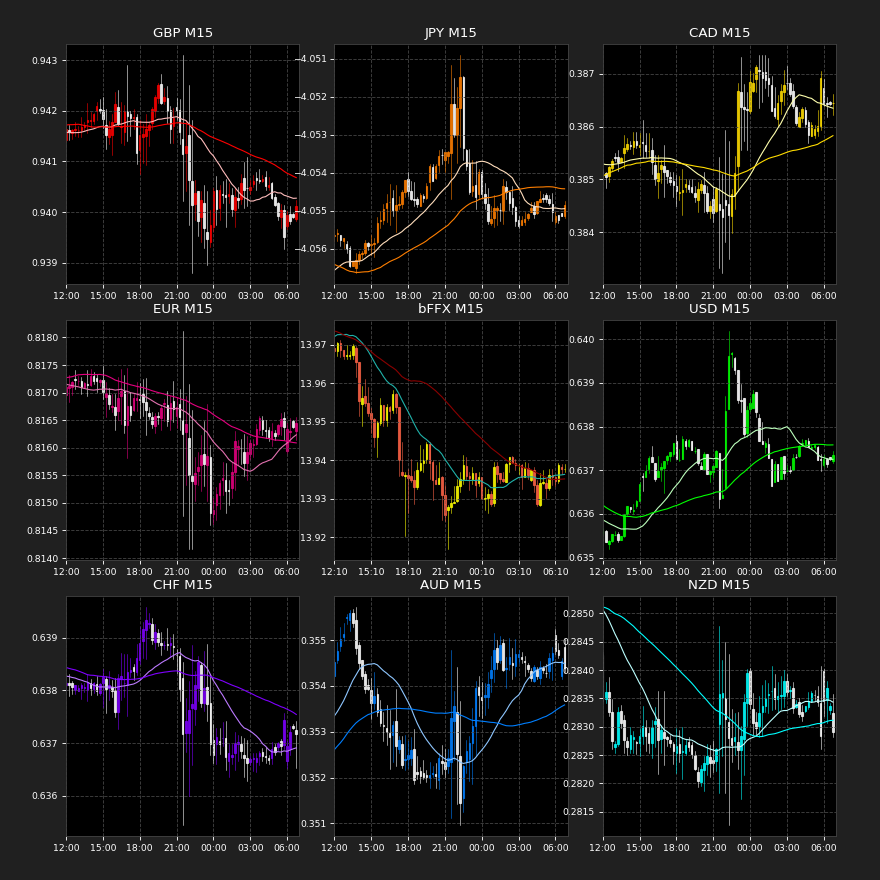 GBP M15
0.943
0.942
0.941
0.940
0.939
12:00 15:00 18:00 21:00 00:00 03:00 06:00
JPY M15
−4.051
−4.052
−4.053
−4.054
−4.055
−4.056
12:00 15:00 18:00 21:00 00:00 03:00 06:00
CAD M15
0.387
0.386
0.385
0.384
12:00 15:00 18:00 21:00 00:00 03:00 06:00
EUR M15
0.8180
0.8175
0.8170
0.8165
0.8160
0.8155
0.8150
0.8145
0.8140
12:00 15:00 18:00 21:00 00:00 03:00 06:00
bFFX M15
13.97
13.96
13.95
13.94
13.93
13.92
12:10 15:10 18:10 21:10 00:10 03:10 06:10
USD M15
0.640
0.639
0.638
0.637
0.636
0.635
12:00 15:00 18:00 21:00 00:00 03:00 06:00
CHF M15
0.639
0.638
0.637
0.636
12:00 15:00 18:00 21:00 00:00 03:00 06:00
AUD M15
0.355
0.354
0.353
0.352
0.351
12:00 15:00 18:00 21:00 00:00 03:00 06:00
NZD M15
0.2850
0.2845
0.2840
0.2835
0.2830
0.2825
0.2820
0.2815
12:00 15:00 18:00 21:00 00:00 03:00 06:00